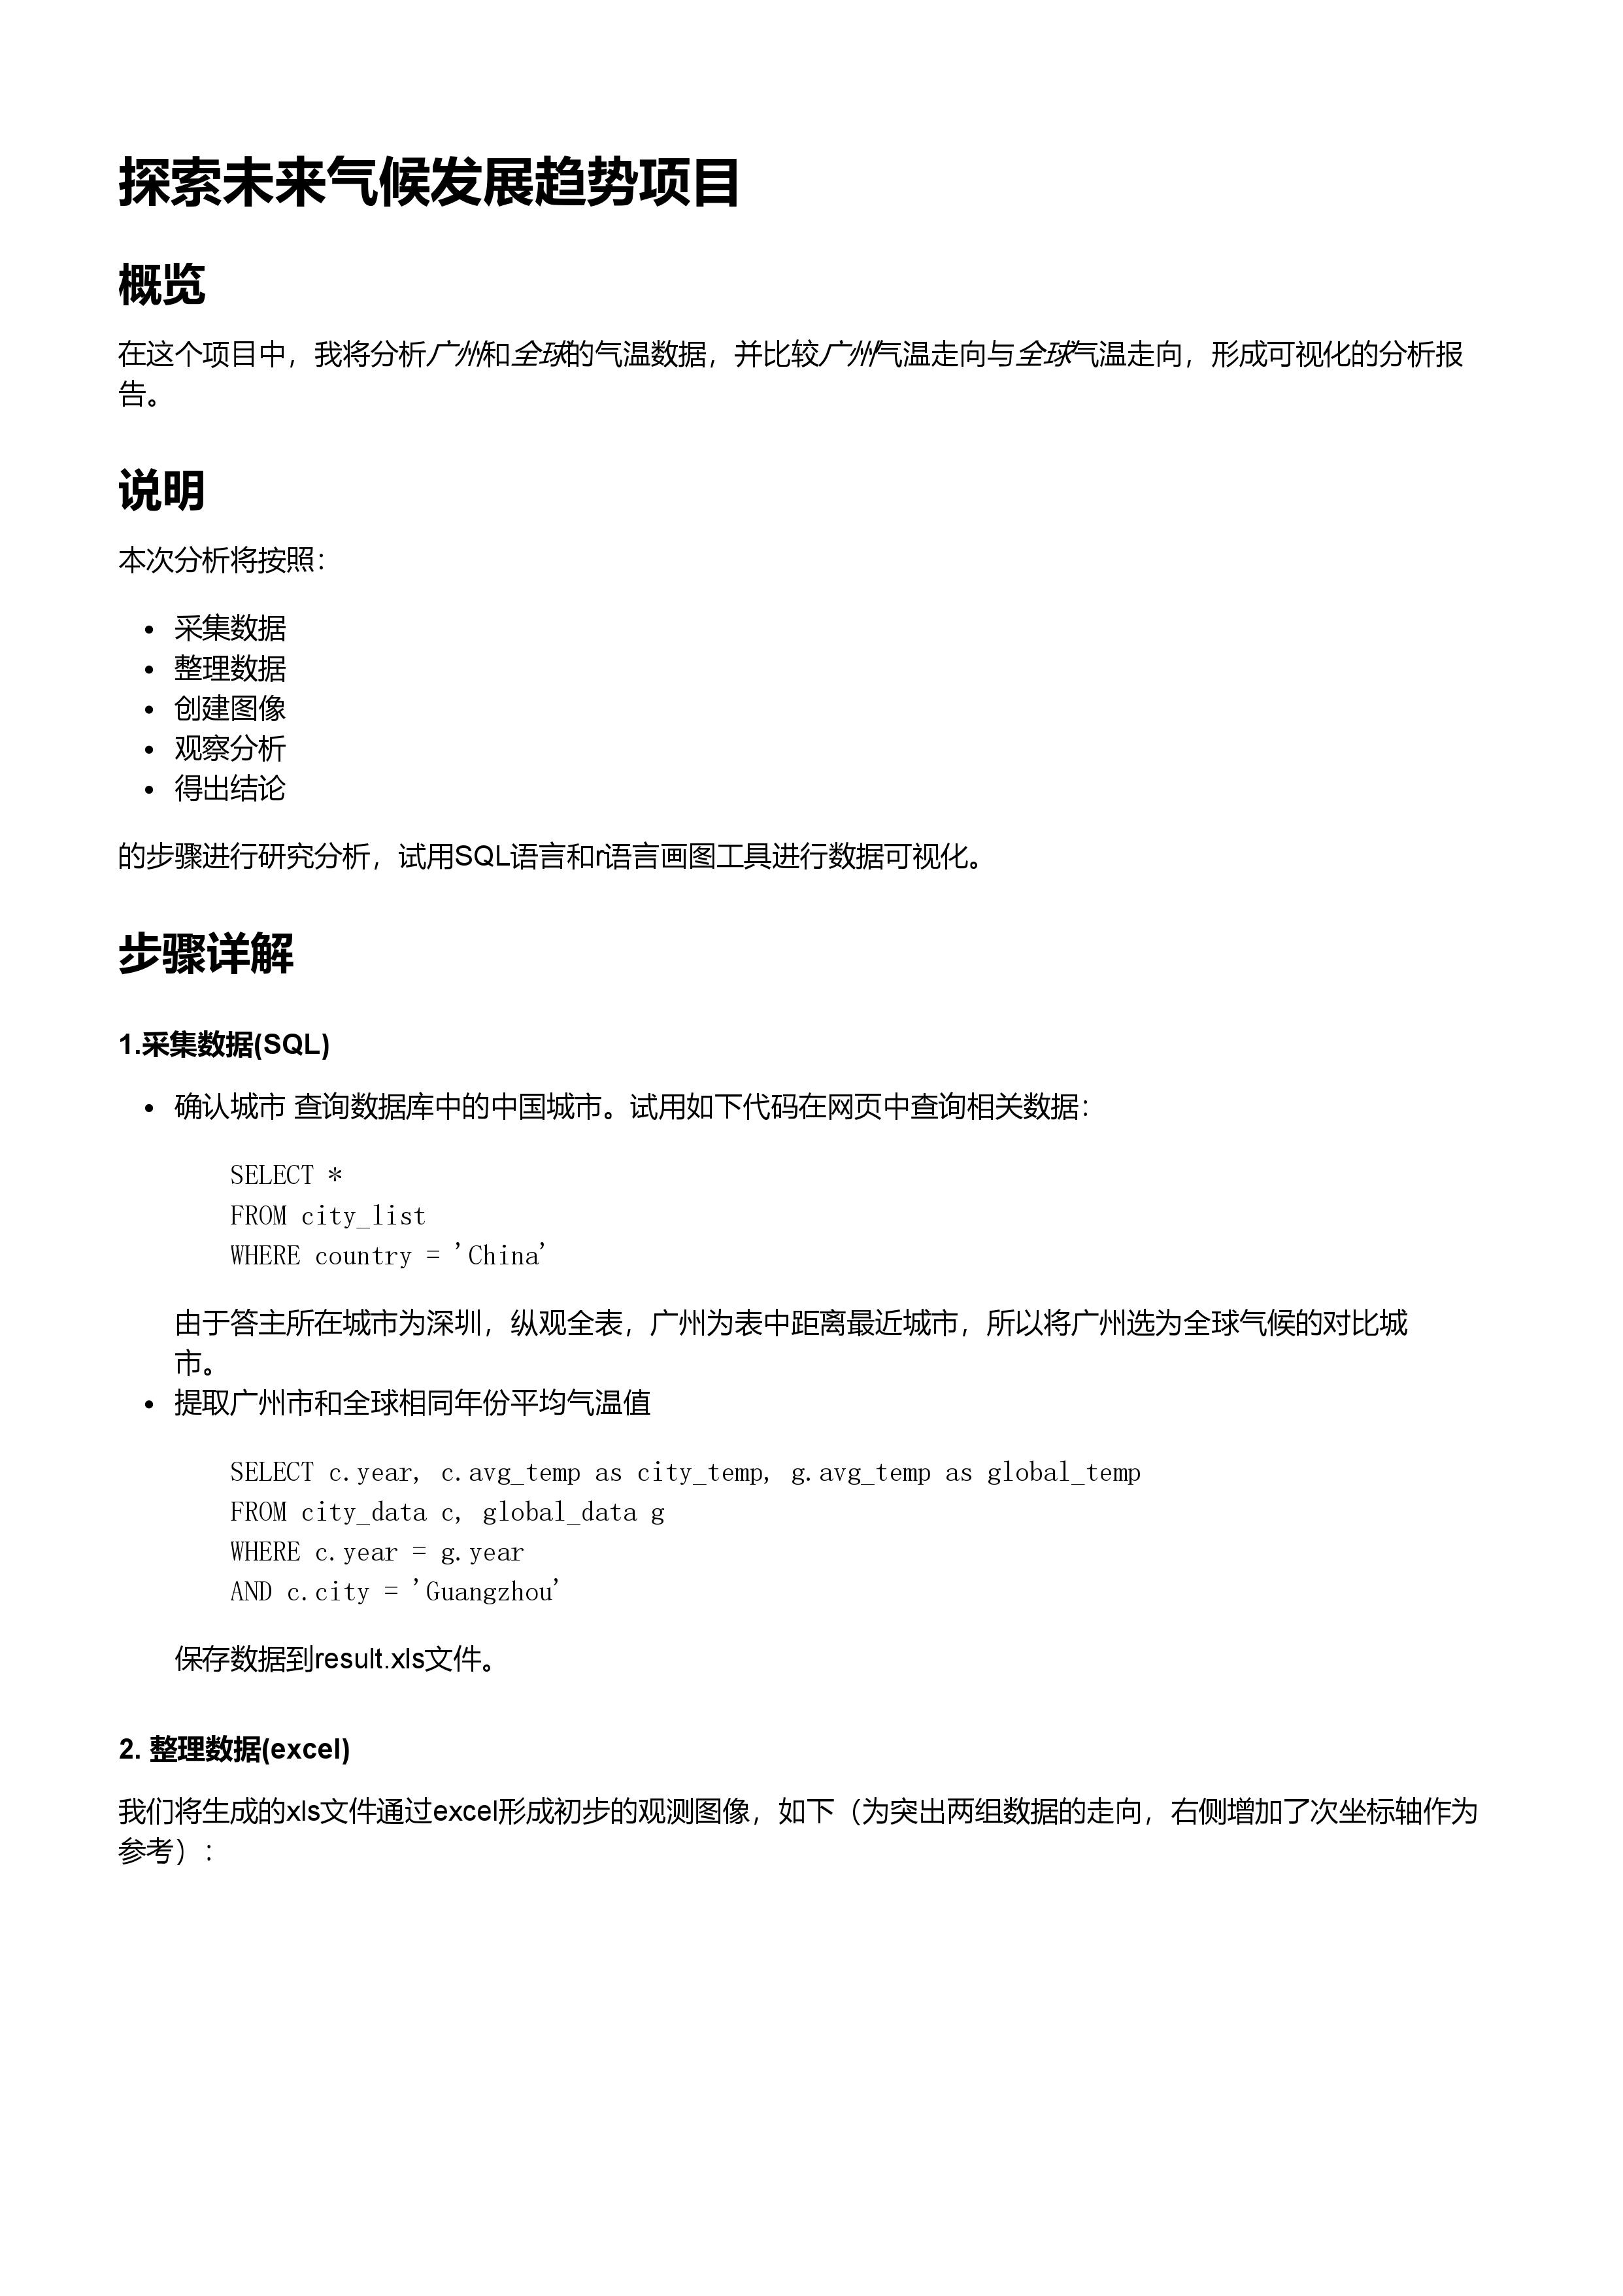 探索未来气候发展趋势项目
概览
在这个项目中，我将分析广州和全球的气温数据，并比较广州气温走向与全球气温走向，形成可视化的分析报
告。
说明
本次分析将按照：
• 采集数据
• 整理数据
• 创建图像
• 观察分析
• 得出结论
的步骤进行研究分析，试用SQL语言和r语言画图工具进行数据可视化。
步骤详解
1.采集数据(SQL)
• 确认城市 查询数据库中的中国城市。试用如下代码在网页中查询相关数据：
SELECT *
FROM city_list
WHERE country = 'China'
由于答主所在城市为深圳，纵观全表，广州为表中距离最近城市，所以将广州选为全球气候的对比城
市。
• 提取广州市和全球相同年份平均气温值
SELECT c.year, c.avg_temp as city_temp, g.avg_temp as global_temp
FROM city_data c, global_data g
WHERE c.year = g.year
AND c.city = 'Guangzhou'
保存数据到result.xls文件。
2. 整理数据(excel)
我们将生成的xls文件通过excel形成初步的观测图像，如下（为突出两组数据的走向，右侧增加了次坐标轴作为
参考）：